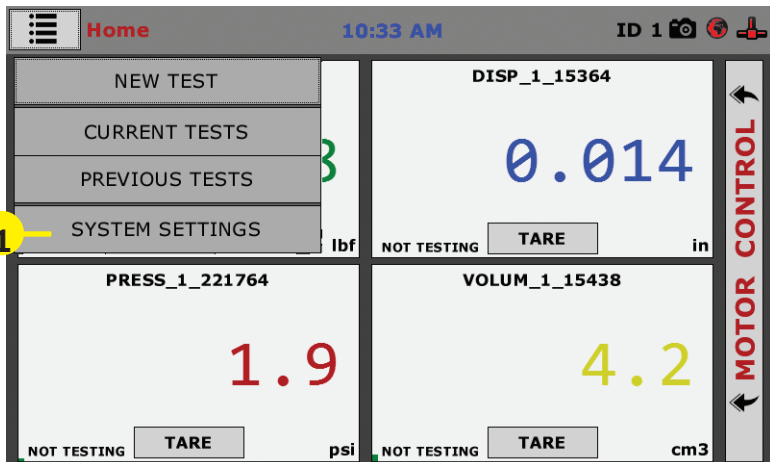 Home 10:33 AM ID 1
NEW TEST
CURRENT TESTS
PREVIOUS TESTS
SYSTEM SETTINGS
1
lbf
DISP_1_15364
0.014
NOT TESTING TARE in
PRESS_1_221764
1.9
NOT TESTING TARE psi
VOLUM_1_15438
4.2
NOT TESTING TARE cm3
MOTOR CONTROL